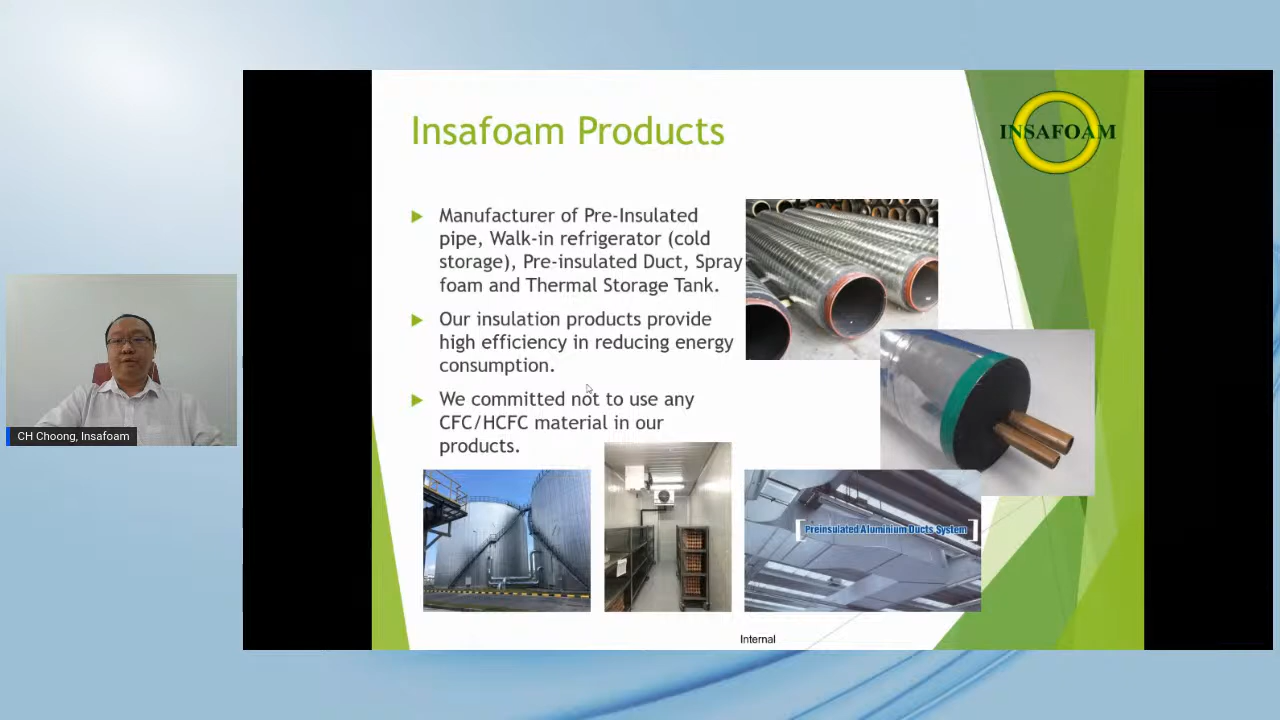 Insafoam Products
INSAFOAM
Manufacturer of Pre-Insulated
pipe, Walk-in refrigerator (cold
storage), Pre-insulated Duct, Spray
foam and Thermal Storage Tank.
Our insulation products provide
high efficiency in reducing energy
consumption.
We committed not to use any
CFC/HCFC material in our
products.
CH Choong, Insafoam
[Preinsulated Aluminium Ducts System]
Internal